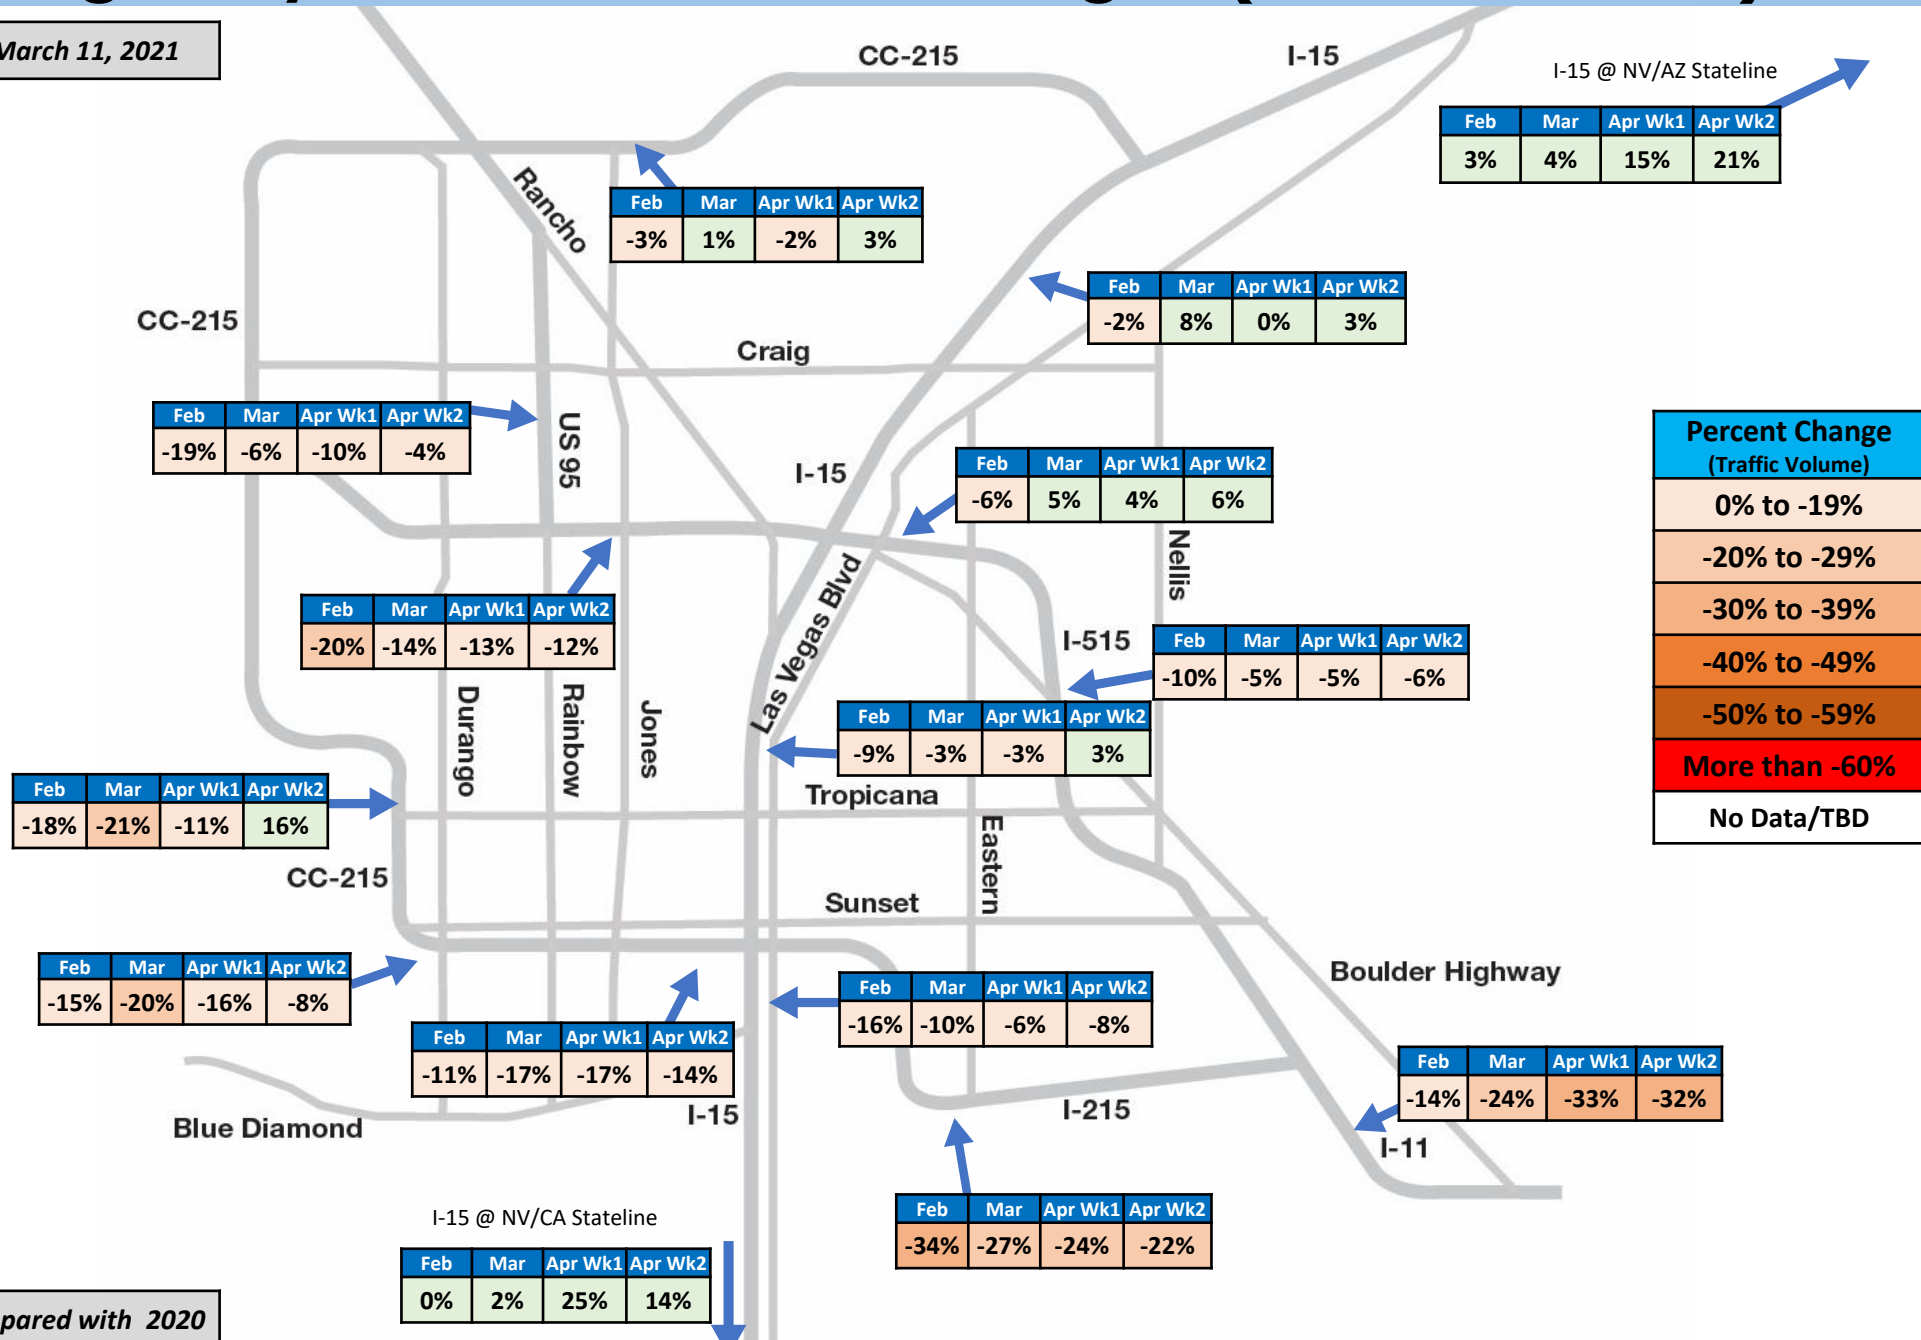 March 11, 2021
CC-215
I-15
I-15 @ NV/AZ Stateline
Feb Mar Apr Wk1 Apr Wk2
3% 4% 15% 21%
Rancho
Feb Mar Apr Wk1 Apr Wk2
-3% 1% -2% 3%
Feb Mar Apr Wk1 Apr Wk2
-2% 8% 0% 3%
CC-215
Craig
Feb Mar Apr Wk1 Apr Wk2
-19% -6% -10% -4%
US 95
I-15
Feb Mar Apr Wk1 Apr Wk2
-6% 5% 4% 6%
Percent Change
(Traffic Volume)
0% to -19%
-20% to -29%
-30% to -39%
-40% to -49%
-50% to -59%
More than -60%
No Data/TBD
Nellis
Las Vegas Blvd
Feb Mar Apr Wk1 Apr Wk2
-20% -14% -13% -12%
I-515
Feb Mar Apr Wk1 Apr Wk2
-10% -5% -5% -6%
Durango
Rainbow
Jones
Feb Mar Apr Wk1 Apr Wk2
-9% -3% -3% 3%
Feb Mar Apr Wk1 Apr Wk2
-18% -21% -11% 16%
Tropicana
Eastern
CC-215
Sunset
Feb Mar Apr Wk1 Apr Wk2
-15% -20% -16% -8%
Boulder Highway
Feb Mar Apr Wk1 Apr Wk2
-16% -10% -6% -8%
Feb Mar Apr Wk1 Apr Wk2
-11% -17% -17% -14%
Feb Mar Apr Wk1 Apr Wk2
-14% -24% -33% -32%
Blue Diamond
I-15
I-215
I-11
Feb Mar Apr Wk1 Apr Wk2
-34% -27% -24% -22%
I-15 @ NV/CA Stateline
Feb Mar Apr Wk1 Apr Wk2
0% 2% 25% 14%
pared with 2020